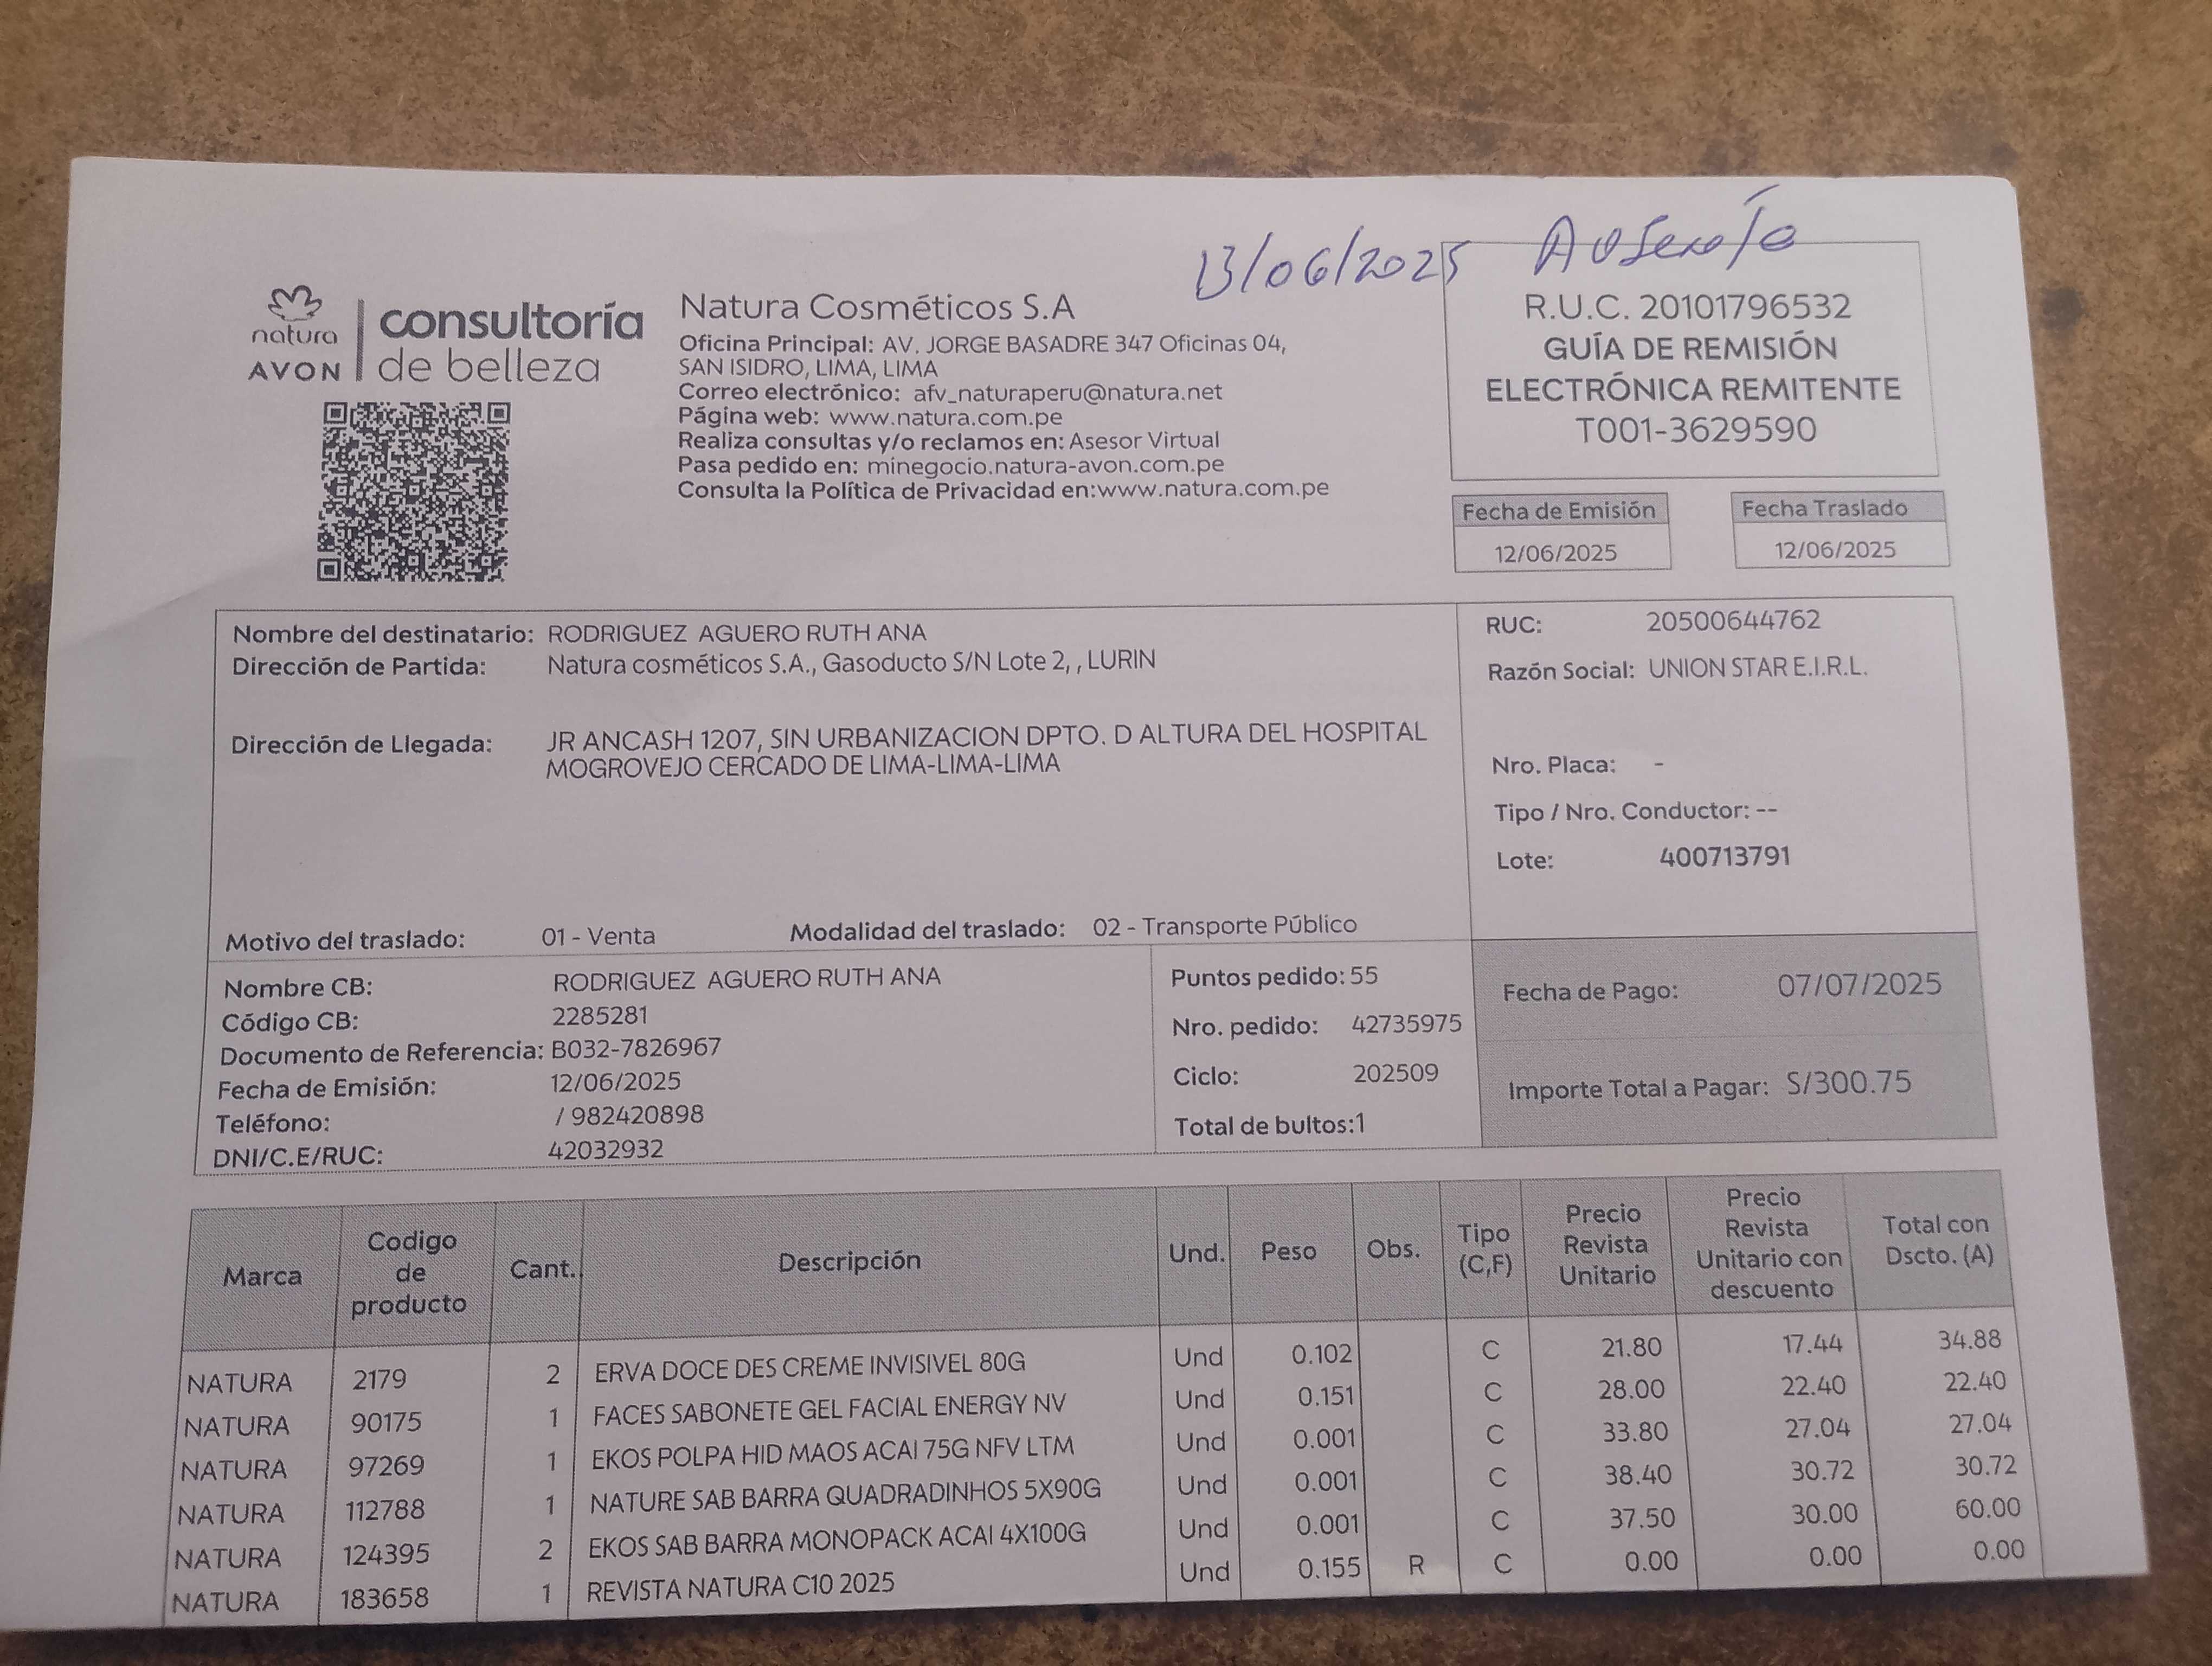 13/06/2025 Ausente
natura
AVON
consultoría
de belleza
Natura Cosméticos S.A
Oficina Principal: AV. JORGE BASADRE 347 Oficinas 04,
SAN ISIDRO, LIMA, LIMA
Correo electrónico: afv_naturaperu@natura.net
Página web: www.natura.com.pe
Realiza consultas y/o reclamos en: Asesor Virtual
Pasa pedido en: minegocio.natura-avon.com.pe
Consulta la Política de Privacidad en:www.natura.com.pe
R.U.C. 20101796532
GUÍA DE REMISIÓN
ELECTRÓNICA REMITENTE
T001-3629590
Fecha de Emisión Fecha Traslado
12/06/2025 12/06/2025
Nombre del destinatario: RODRIGUEZ AGUERO RUTH ANA
Dirección de Partida: Natura cosméticos S.A., Gasoducto S/N Lote 2, , LURIN
Dirección de Llegada: JR ANCASH 1207, SIN URBANIZACION DPTO. D ALTURA DEL HOSPITAL
MOGROVEJO CERCADO DE LIMA-LIMA-LIMA
Motivo del traslado: 01 - Venta Modalidad del traslado: 02 - Transporte Público
RUC: 20500644762
Razón Social: UNION STAR E.I.R.L.
Nro. Placa: -
Tipo / Nro. Conductor: --
Lote: 400713791
Nombre CB: RODRIGUEZ AGUERO RUTH ANA
Código CB: 2285281
Documento de Referencia: B032-7826967
Fecha de Emisión: 12/06/2025
Teléfono: / 982420898
DNI/C.E/RUC: 42032932
Puntos pedido: 55
Nro. pedido: 42735975
Ciclo: 202509
Total de bultos:1
Fecha de Pago: 07/07/2025
Importe Total a Pagar: S/300.75
Marca Codigo de producto Cant. Descripción Und. Peso Obs. Tipo (C,F) Precio Revista Unitario Precio Revista Unitario con descuento Total con Dscto. (A)
NATURA 2179 2 ERVA DOCE DES CREME INVISIVEL 80G Und 0.102 C 21.80 17.44 34.88
NATURA 90175 1 FACES SABONETE GEL FACIAL ENERGY NV Und 0.151 C 28.00 22.40 22.40
NATURA 97269 1 EKOS POLPA HID MAOS ACAI 75G NFV LTM Und 0.001 C 33.80 27.04 27.04
NATURA 112788 1 NATURE SAB BARRA QUADRADINHOS 5X90G Und 0.001 C 38.40 30.72 30.72
NATURA 124395 2 EKOS SAB BARRA MONOPACK ACAI 4X100G Und 0.001 C 37.50 30.00 60.00
NATURA 183658 1 REVISTA NATURA C10 2025 Und 0.155 R C 0.00 0.00 0.00